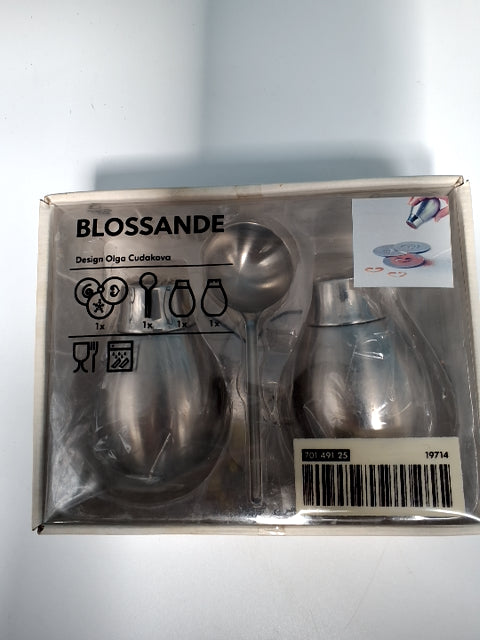 BLOSSANDE
Design Olga Cudakova
1x 1x 1x 1x
701 491 25 19714